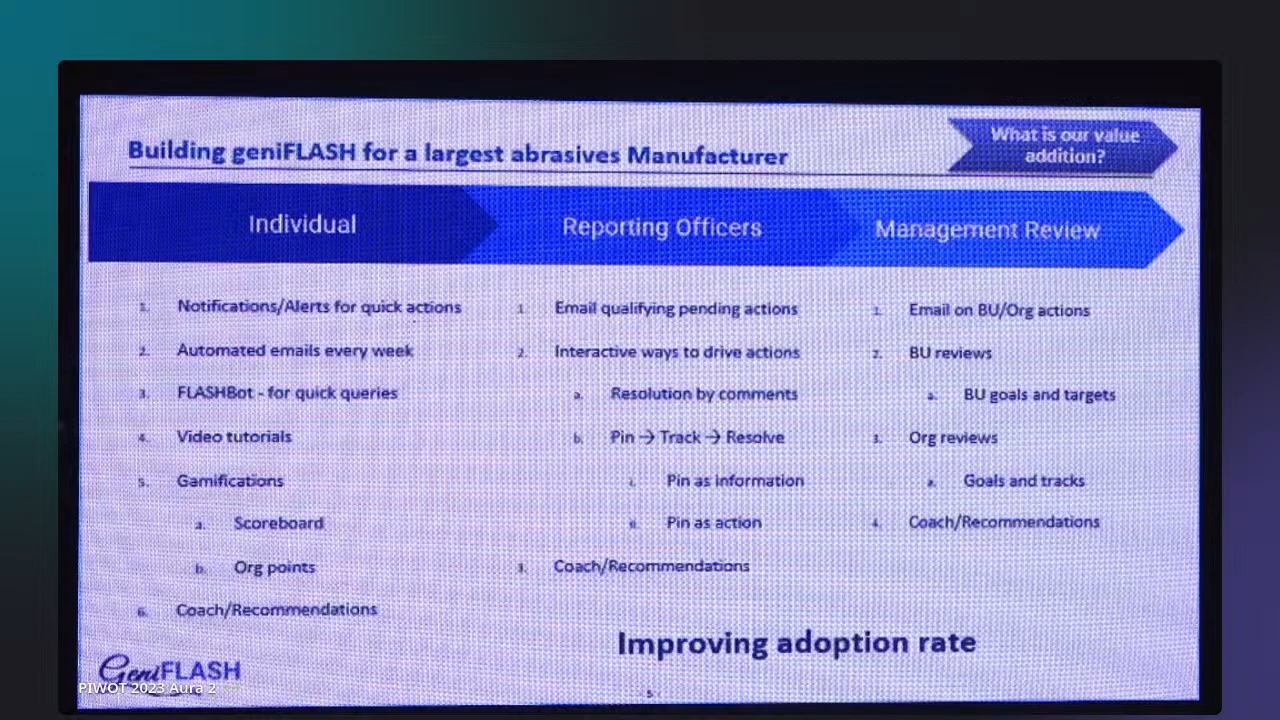 What is our value
addition?
Building geniFLASH for a largest abrasives Manufacturer
Individual
Reporting Officers
Management Review
1. Notifications/Alerts for quick actions
2. Automated emails every week
3. FLASHBot - for quick queries
4. Video tutorials
5. Gamifications
a. Scoreboard
b. Org points
6. Coach/Recommendations
1. Email qualifying pending actions
2. Interactive ways to drive actions
a. Resolution by comments
b. Pin → Track → Resolve
i. Pin as information
ii. Pin as action
3. Coach/Recommendations
1. Email on BU/Org actions
2. BU reviews
a. BU goals and targets
3. Org reviews
a. Goals and tracks
4. Coach/Recommendations
Improving adoption rate
GeniFLASH
PIWOT 2023 Aura 2
5